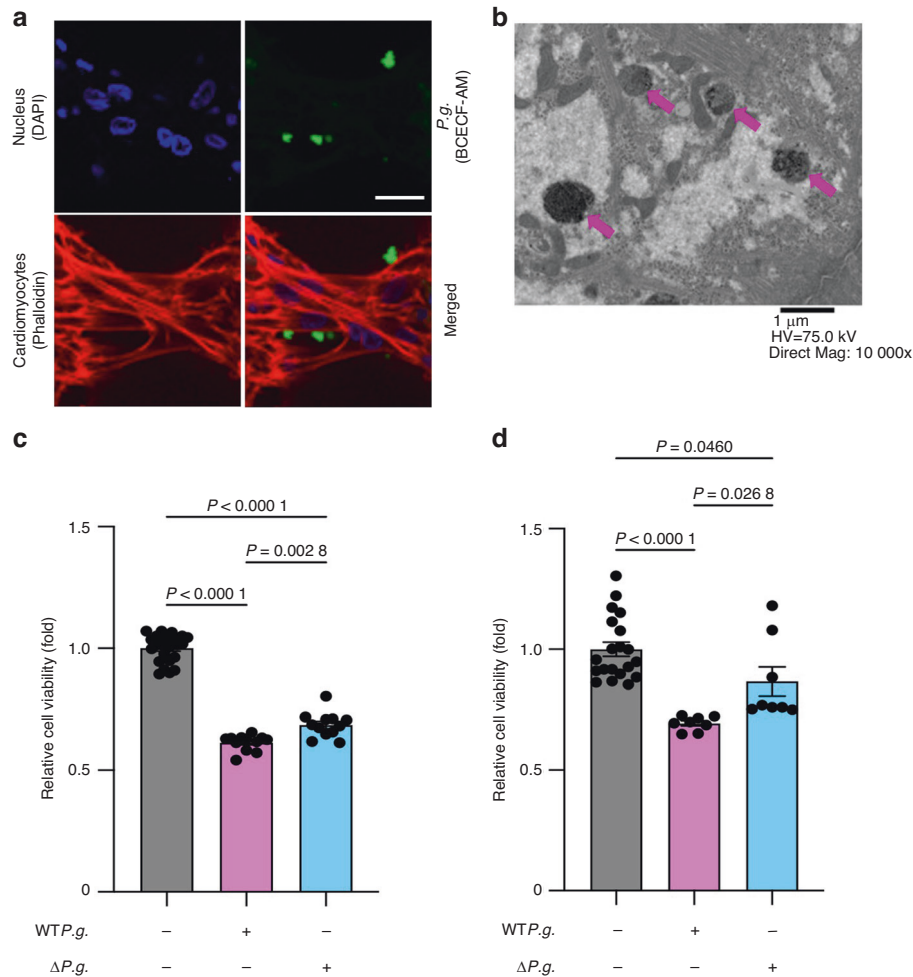 a
Nucleus
(DAPI)
P.g.
(BCECF-AM)
Cardiomyocytes
(Phalloidin)
Merged
b
1 μm
HV=75.0 kV
Direct Mag: 10 000x
c
P < 0.000 1
P = 0.002 8
P < 0.000 1
Relative cell viability (fold)
1.5
1.0
0.5
0
WTP.g. – + –
ΔP.g. – – +
d
P = 0.0460
P = 0.026 8
P < 0.000 1
Relative cell viability (fold)
1.5
1.0
0.5
0
– + –
– – +